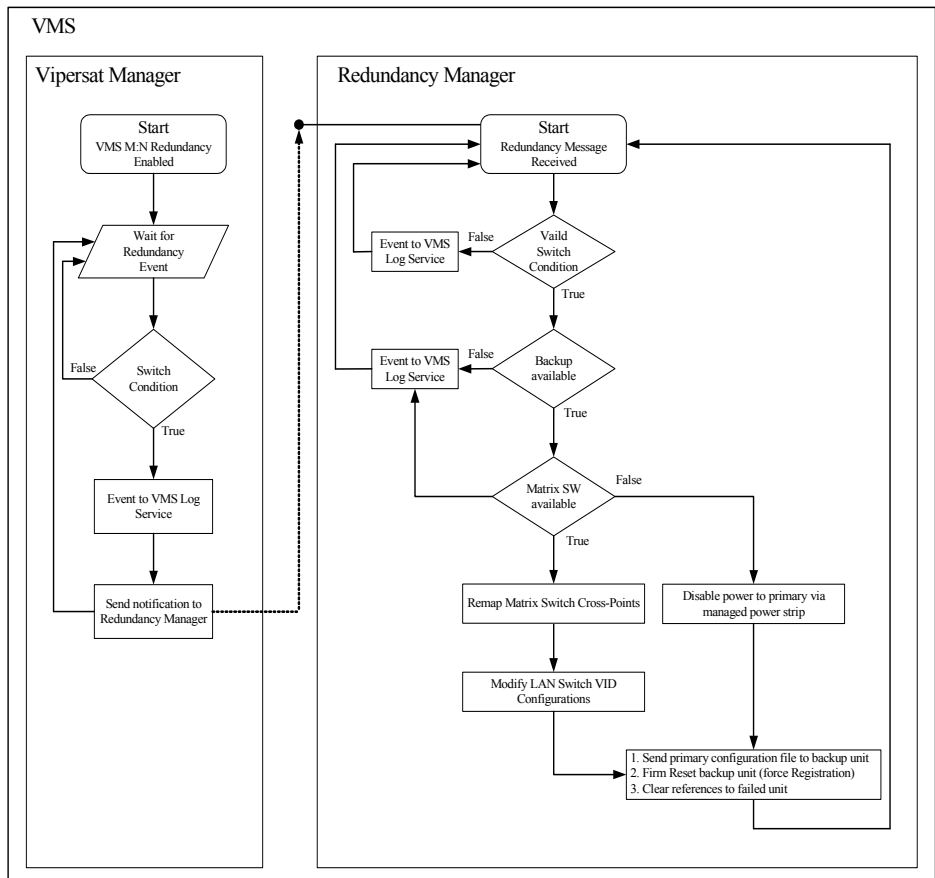 VMS
Vipersat Manager
Start
VMS M:N Redundancy
Enabled
Wait for
Redundancy
Event
False
Switch
Condition
True
Event to VMS Log
Service
Send notification to
Redundancy Manager
Redundancy Manager
Start
Redundancy Message
Received
Event to VMS
Log Service
False
Vaild
Switch
Condition
True
Event to VMS
Log Service
False
Backup
available
True
Matrix SW
available
False
True
Remap Matrix Switch Cross-Points
Disable power to primary via
managed power strip
Modify LAN Switch VID
Configurations
1. Send primary configuration file to backup unit
2. Firm Reset backup unit (force Registration)
3. Clear references to failed unit